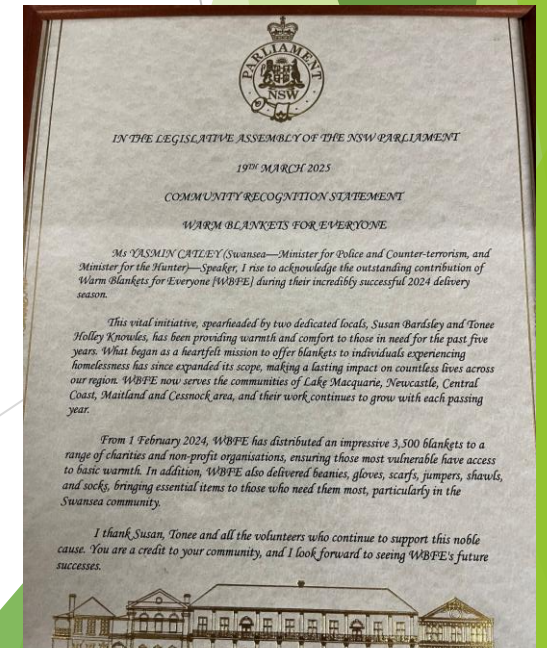 PARLIAMENT
NSW
IN THE LEGISLATIVE ASSEMBLY OF THE NSW PARLIAMENT
19TH MARCH 2025
COMMUNITY RECOGNITION STATEMENT
WARM BLANKETS FOR EVERYONE
Ms YASMIN CATLEY (Swansea—Minister for Police and Counter-terrorism, and
Minister for the Hunter)—Speaker, I rise to acknowledge the outstanding contribution of
Warm Blankets for Everyone [WBFE] during their incredibly successful 2024 delivery
season.
This vital initiative, spearheaded by two dedicated locals, Susan Bardsley and Tonee
Holley Knowles, has been providing warmth and comfort to those in need for the past five
years. What began as a heartfelt mission to offer blankets to individuals experiencing
homelessness has since expanded its scope, making a lasting impact on countless lives across
our region. WBFE now serves the communities of Lake Macquarie, Newcastle, Central
Coast, Maitland and Cessnock area, and their work continues to grow with each passing
year.
From 1 February 2024, WBFE has distributed an impressive 3,500 blankets to a
range of charities and non-profit organisations, ensuring those most vulnerable have access
to basic warmth. In addition, WBFE also delivered beanies, gloves, scarfs, jumpers, shawls,
and socks, bringing essential items to those who need them most, particularly in the
Swansea community.
I thank Susan, Tonee and all the volunteers who continue to support this noble
cause. You are a credit to your community, and I look forward to seeing WBFE's future
successes.